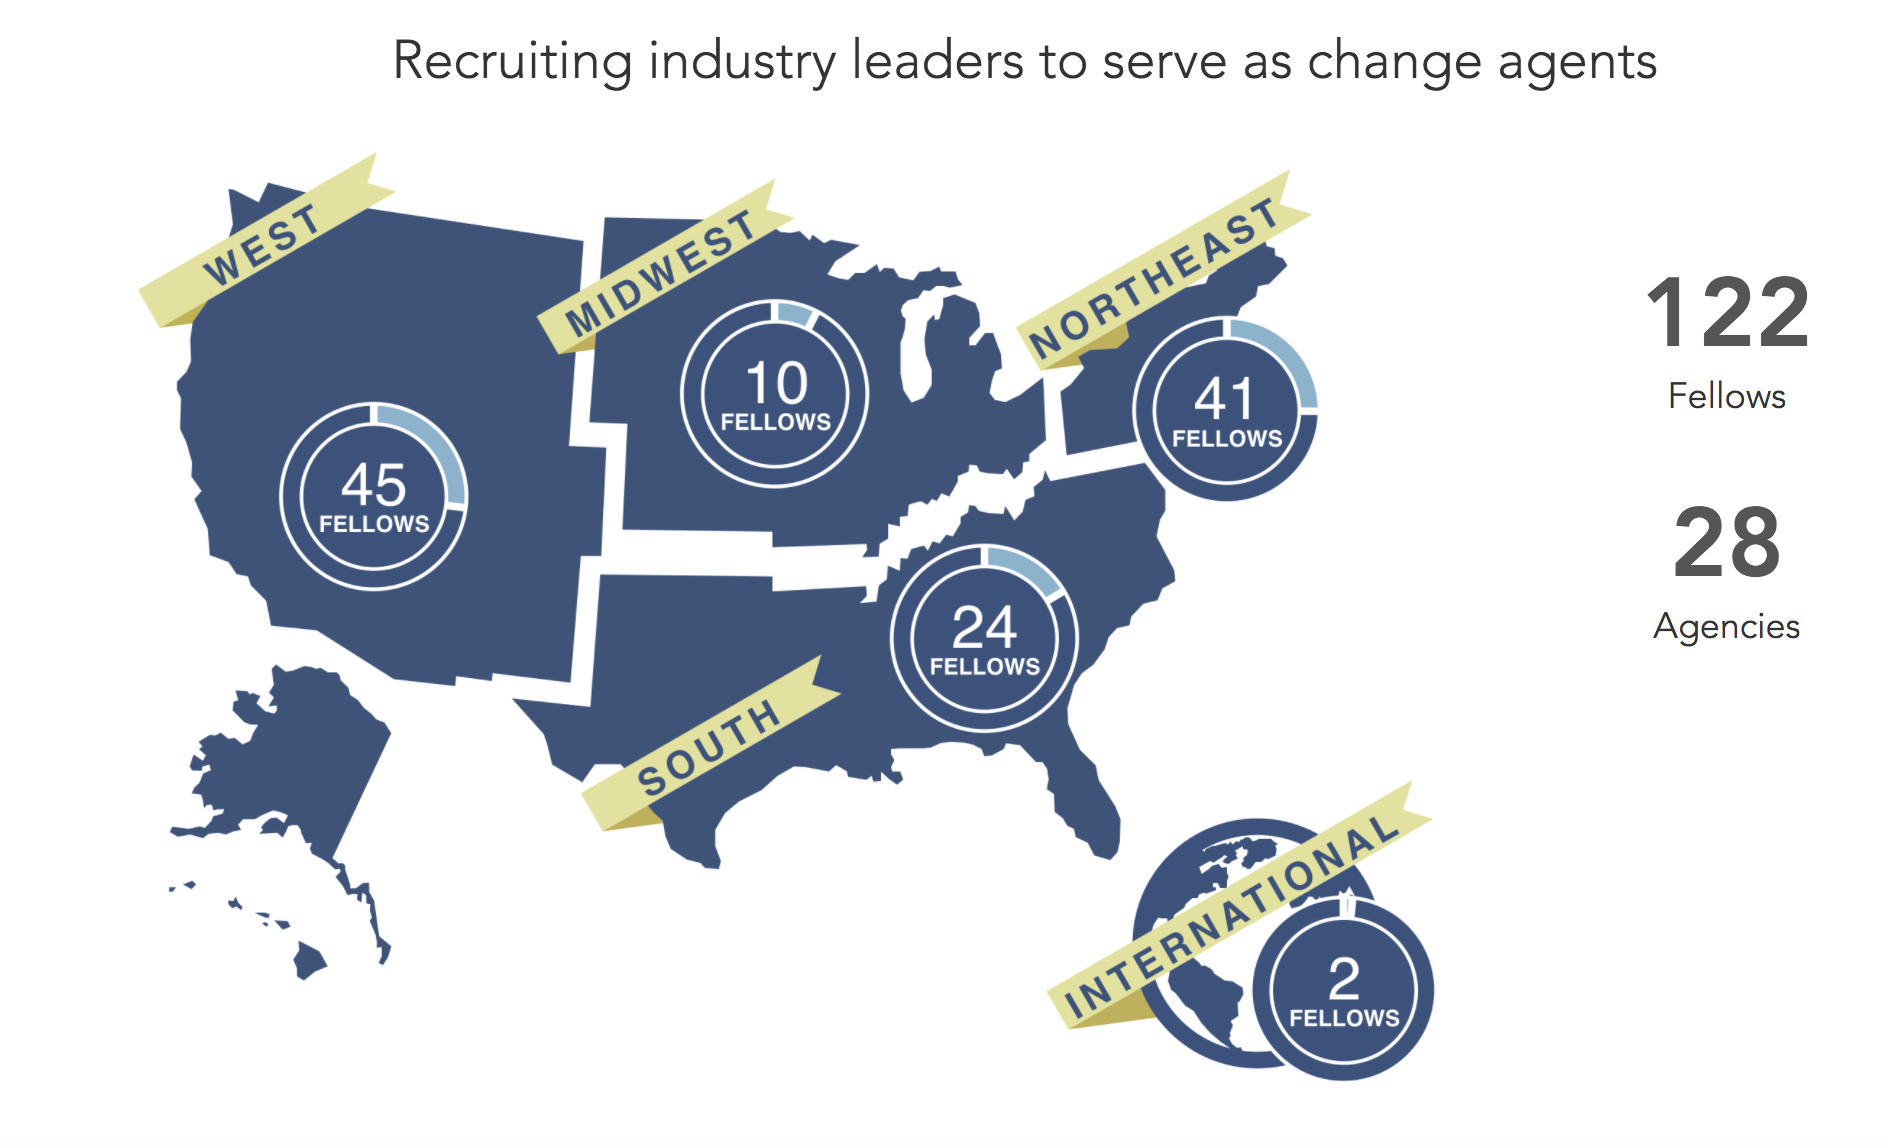 Recruiting industry leaders to serve as change agents
WEST
MIDWEST
NORTHEAST
122
Fellows
10
FELLOWS
41
FELLOWS
45
FELLOWS
28
Agencies
24
FELLOWS
SOUTH
INTERNATIONAL
2
FELLOWS